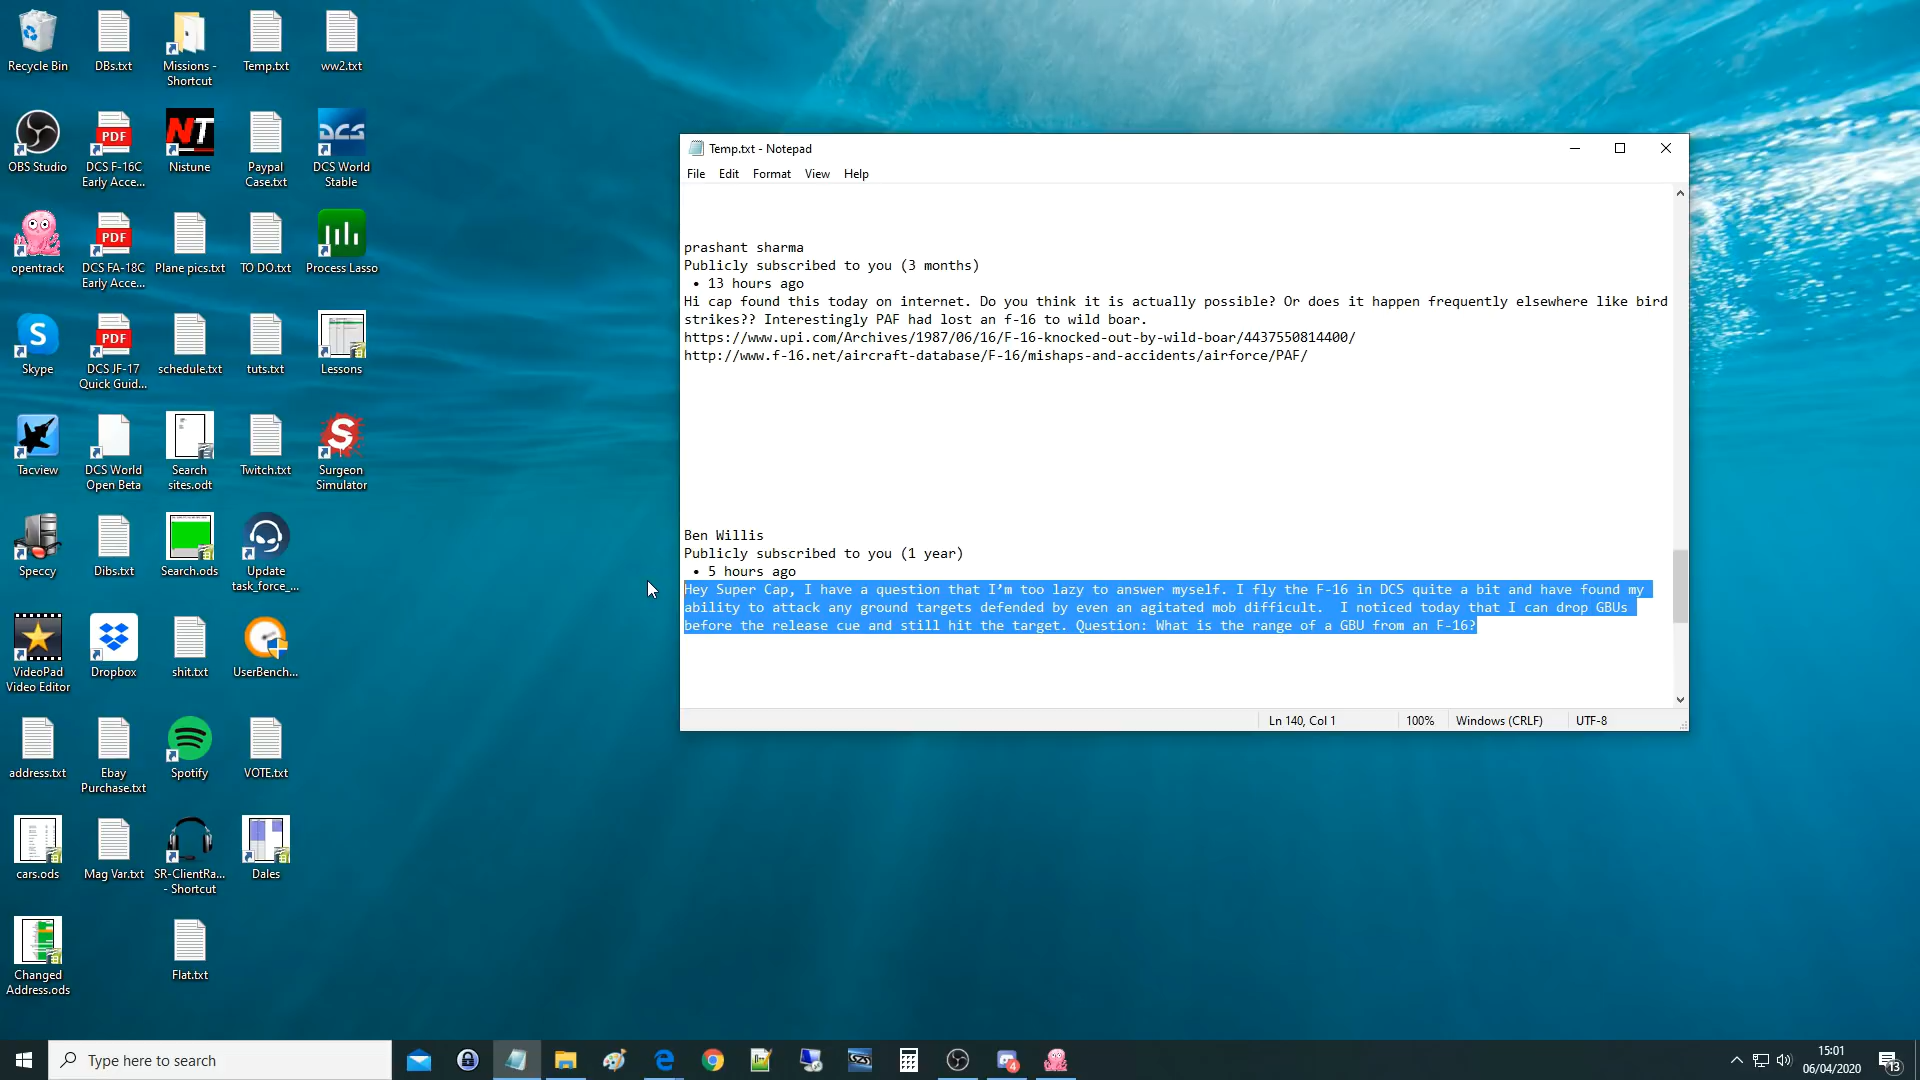 Recycle Bin
DBs.txt
Missions -
Shortcut
Temp.txt
ww2.txt
OBS Studio
PDF
DCS F-16C
Early Acce...
NT
Nistune
Paypal
Case.txt
DCS
DCS World
Stable
opentrack
PDF
DCS FA-18C
Early Acce...
Plane pics.txt
TO DO.txt
Process Lasso
Skype
PDF
DCS JF-17
Quick Guid...
schedule.txt
tuts.txt
Lessons
Tacview
DCS World
Open Beta
Search
sites.odt
Twitch.txt
Surgeon
Simulator
Speccy
Dibs.txt
Search.ods
Update
task_force_...
VideoPad
Video Editor
Dropbox
shit.txt
UserBench...
address.txt
Ebay
Purchase.txt
Spotify
VOTE.txt
cars.ods
Mag Var.txt
SR-ClientRa...
- Shortcut
Dales
Changed
Address.ods
Flat.txt
Temp.txt - Notepad
File Edit Format View Help
prashant sharma
Publicly subscribed to you (3 months)
• 13 hours ago
Hi cap found this today on internet. Do you think it is actually possible? Or does it happen frequently elsewhere like bird
strikes?? Interestingly PAF had lost an f-16 to wild boar.
https://www.upi.com/Archives/1987/06/16/F-16-knocked-out-by-wild-boar/4437550814400/
http://www.f-16.net/aircraft-database/F-16/mishaps-and-accidents/airforce/PAF/
Ben Willis
Publicly subscribed to you (1 year)
• 5 hours ago
Hey Super Cap, I have a question that I’m too lazy to answer myself. I fly the F-16 in DCS quite a bit and have found my
ability to attack any ground targets defended by even an agitated mob difficult.  I noticed today that I can drop GBUs
before the release cue and still hit the target. Question: What is the range of a GBU from an F-16?
Ln 140, Col 1
100%
Windows (CRLF)
UTF-8
Type here to search
4
15:01
06/04/2020
13